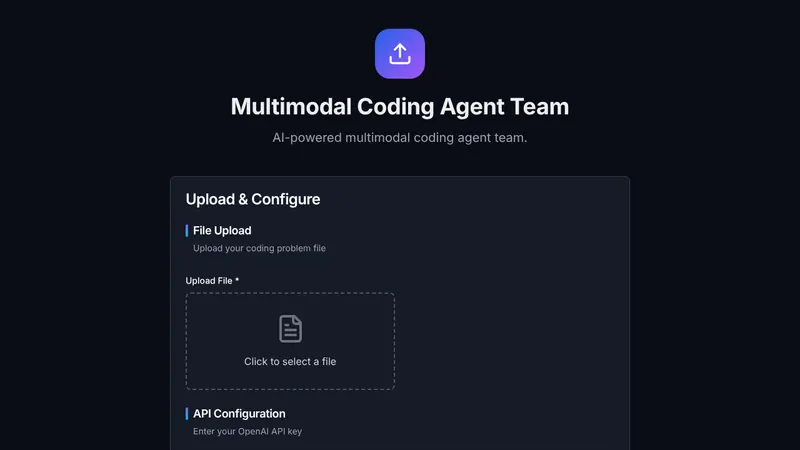 Multimodal Coding Agent Team
AI-powered multimodal coding agent team.
Upload & Configure
File Upload
Upload your coding problem file
Upload File *
Click to select a file
API Configuration
Enter your OpenAI API key